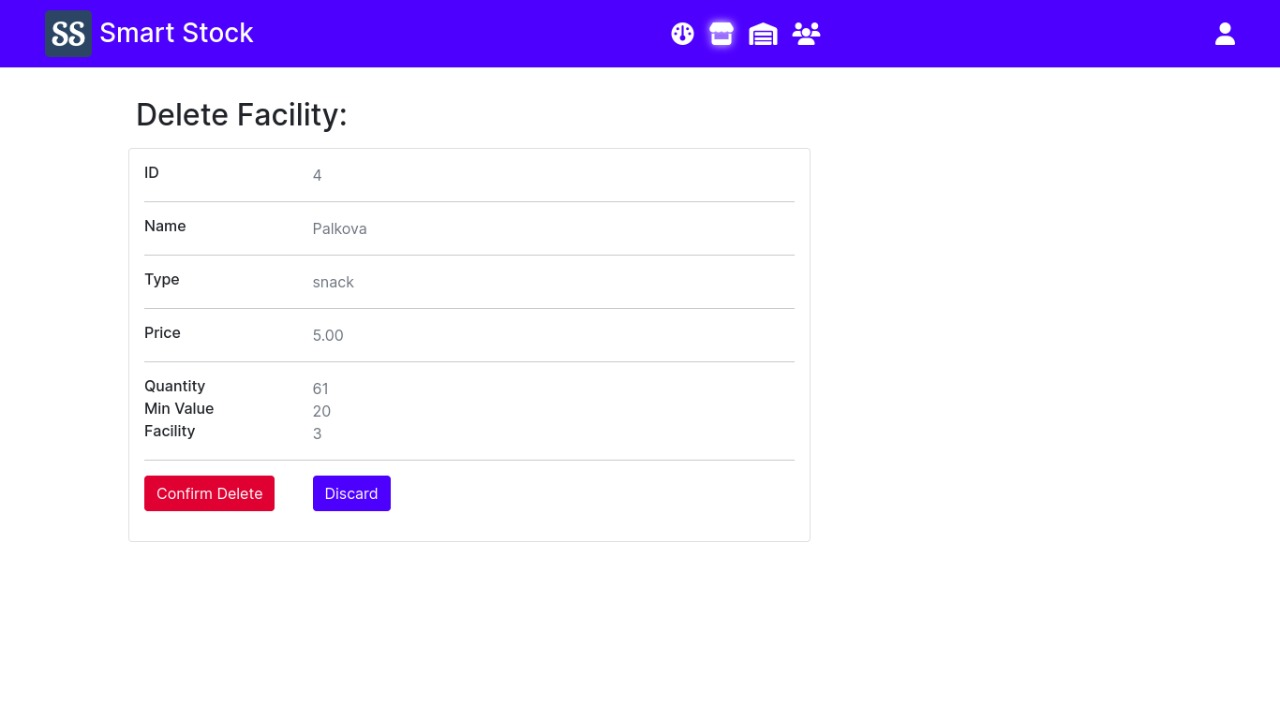 SS Smart Stock
Delete Facility:
ID 4
Name Palkova
Type snack
Price 5.00
Quantity 61
Min Value 20
Facility 3
Confirm Delete Discard